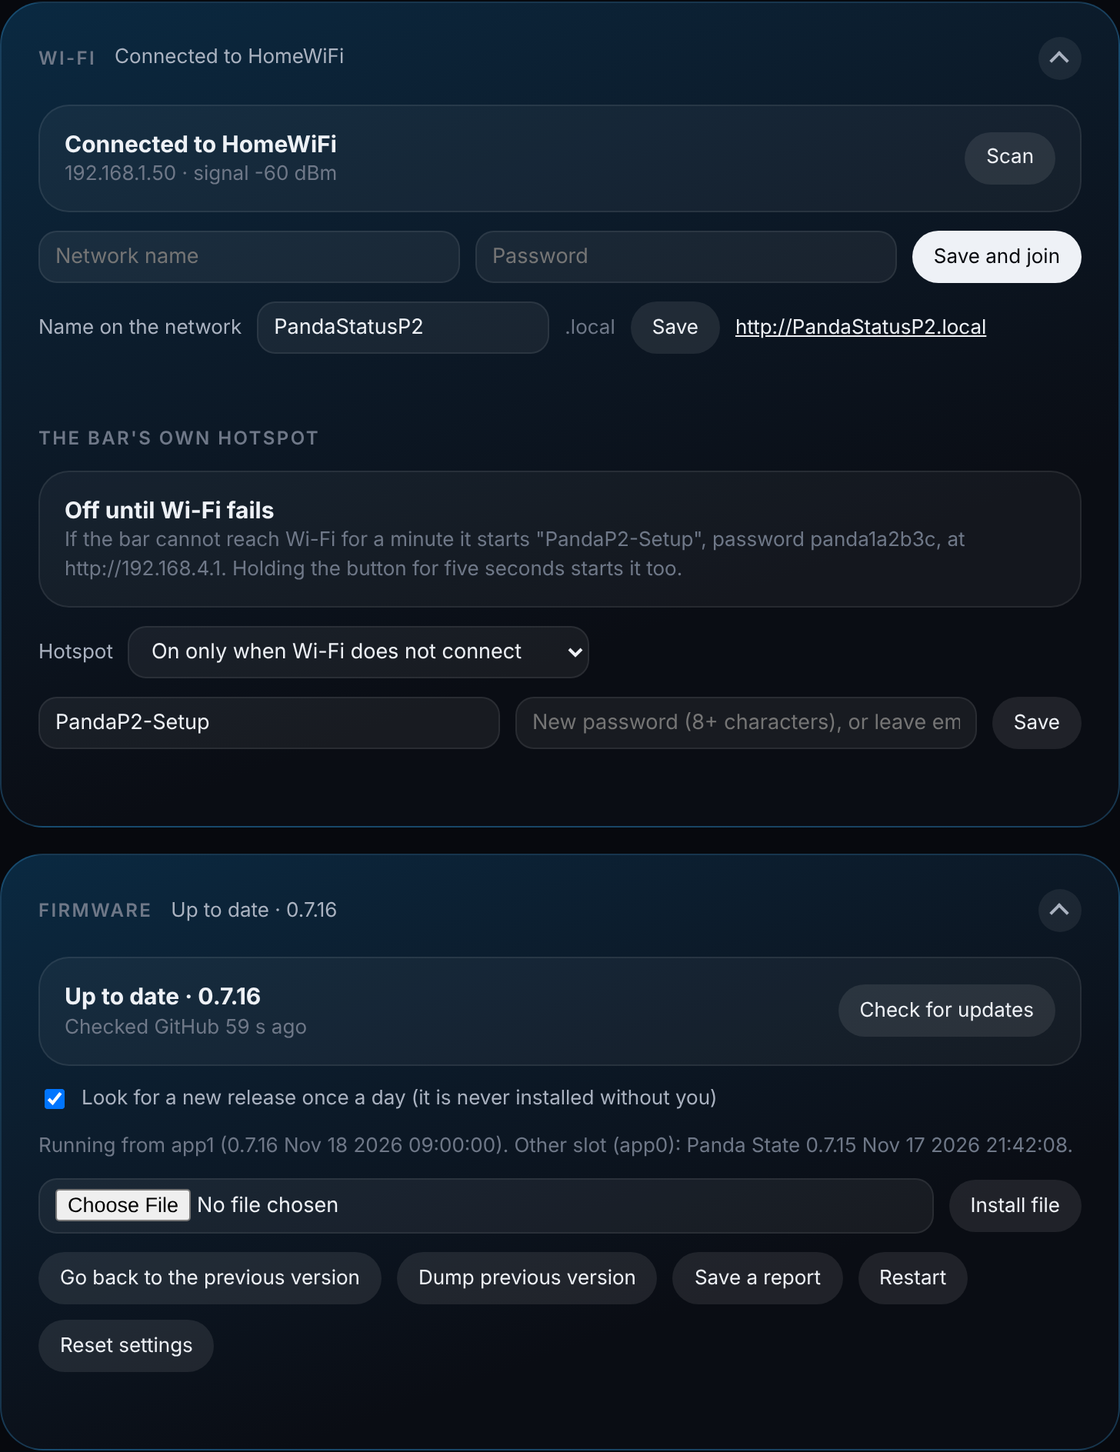 WI-FI Connected to HomeWiFi
Connected to HomeWiFi
192.168.1.50 · signal -60 dBm
Scan
Network name Password Save and join
Name on the network PandaStatusP2 .local Save http://PandaStatusP2.local
THE BAR'S OWN HOTSPOT
Off until Wi-Fi fails
If the bar cannot reach Wi-Fi for a minute it starts "PandaP2-Setup", password panda1a2b3c, at
http://192.168.4.1. Holding the button for five seconds starts it too.
Hotspot On only when Wi-Fi does not connect
PandaP2-Setup New password (8+ characters), or leave em Save
FIRMWARE Up to date · 0.7.16
Up to date · 0.7.16
Checked GitHub 59 s ago
Check for updates
Look for a new release once a day (it is never installed without you)
Running from app1 (0.7.16 Nov 18 2026 09:00:00). Other slot (app0): Panda State 0.7.15 Nov 17 2026 21:42:08.
Choose File No file chosen Install file
Go back to the previous version Dump previous version Save a report Restart
Reset settings